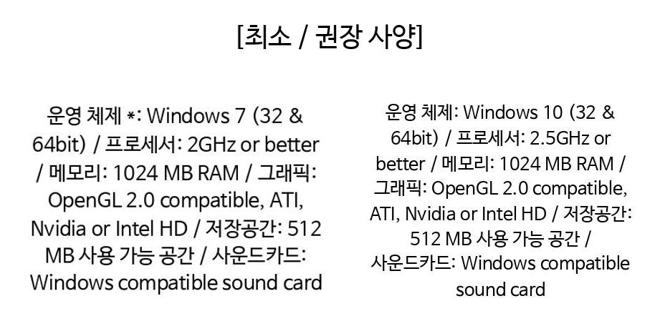 [최소 / 권장 사양]
운영 체제 *: Windows 7 (32 &
64bit) / 프로세서: 2GHz or better
/ 메모리: 1024 MB RAM / 그래픽:
OpenGL 2.0 compatible, ATI,
Nvidia or Intel HD / 저장공간: 512
MB 사용 가능 공간 / 사운드카드:
Windows compatible sound card
운영 체제: Windows 10 (32 &
64bit) / 프로세서: 2.5GHz or
better / 메모리: 1024 MB RAM /
그래픽: OpenGL 2.0 compatible,
ATI, Nvidia or Intel HD / 저장공간:
512 MB 사용 가능 공간 /
사운드카드: Windows compatible
sound card